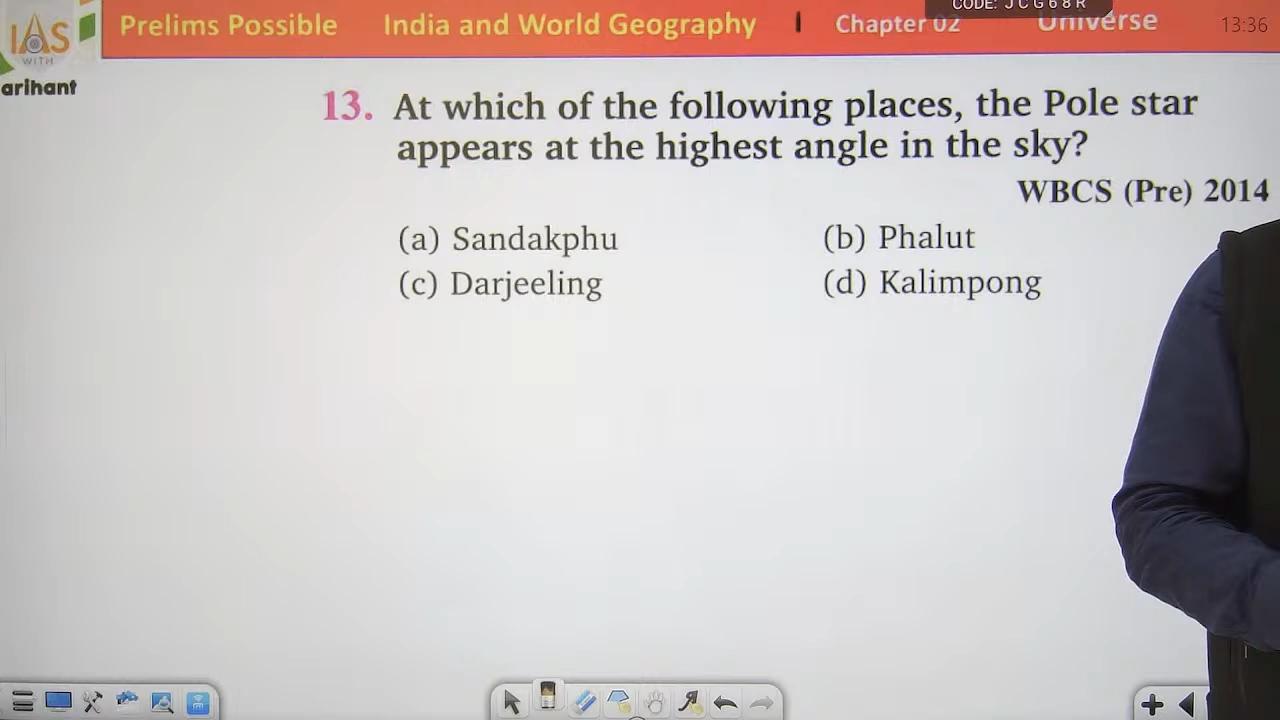 IAS
WITH
arihant
Prelims Possible India and World Geography | Chapter 02 Universe
CODE: JCG68R
13:36
13. At which of the following places, the Pole star
appears at the highest angle in the sky?
WBCS (Pre) 2014
(a) Sandakphu (b) Phalut
(c) Darjeeling (d) Kalimpong